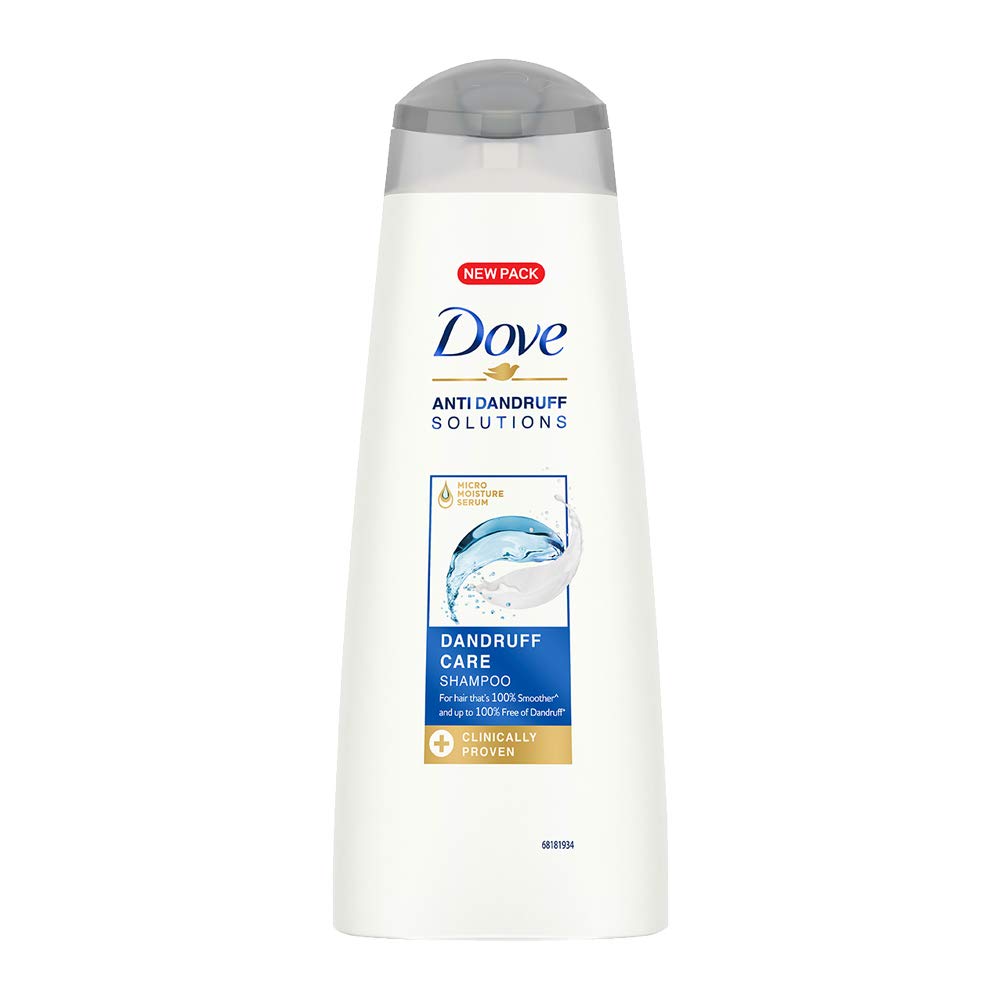 NEW PACK
Dove
ANTI DANDRUFF
SOLUTIONS
MICRO
MOISTURE
SERUM
DANDRUFF
CARE
SHAMPOO
For hair that's 100% Smoother^
and up to 100% Free of Dandruff*
CLINICALLY
PROVEN
68181934